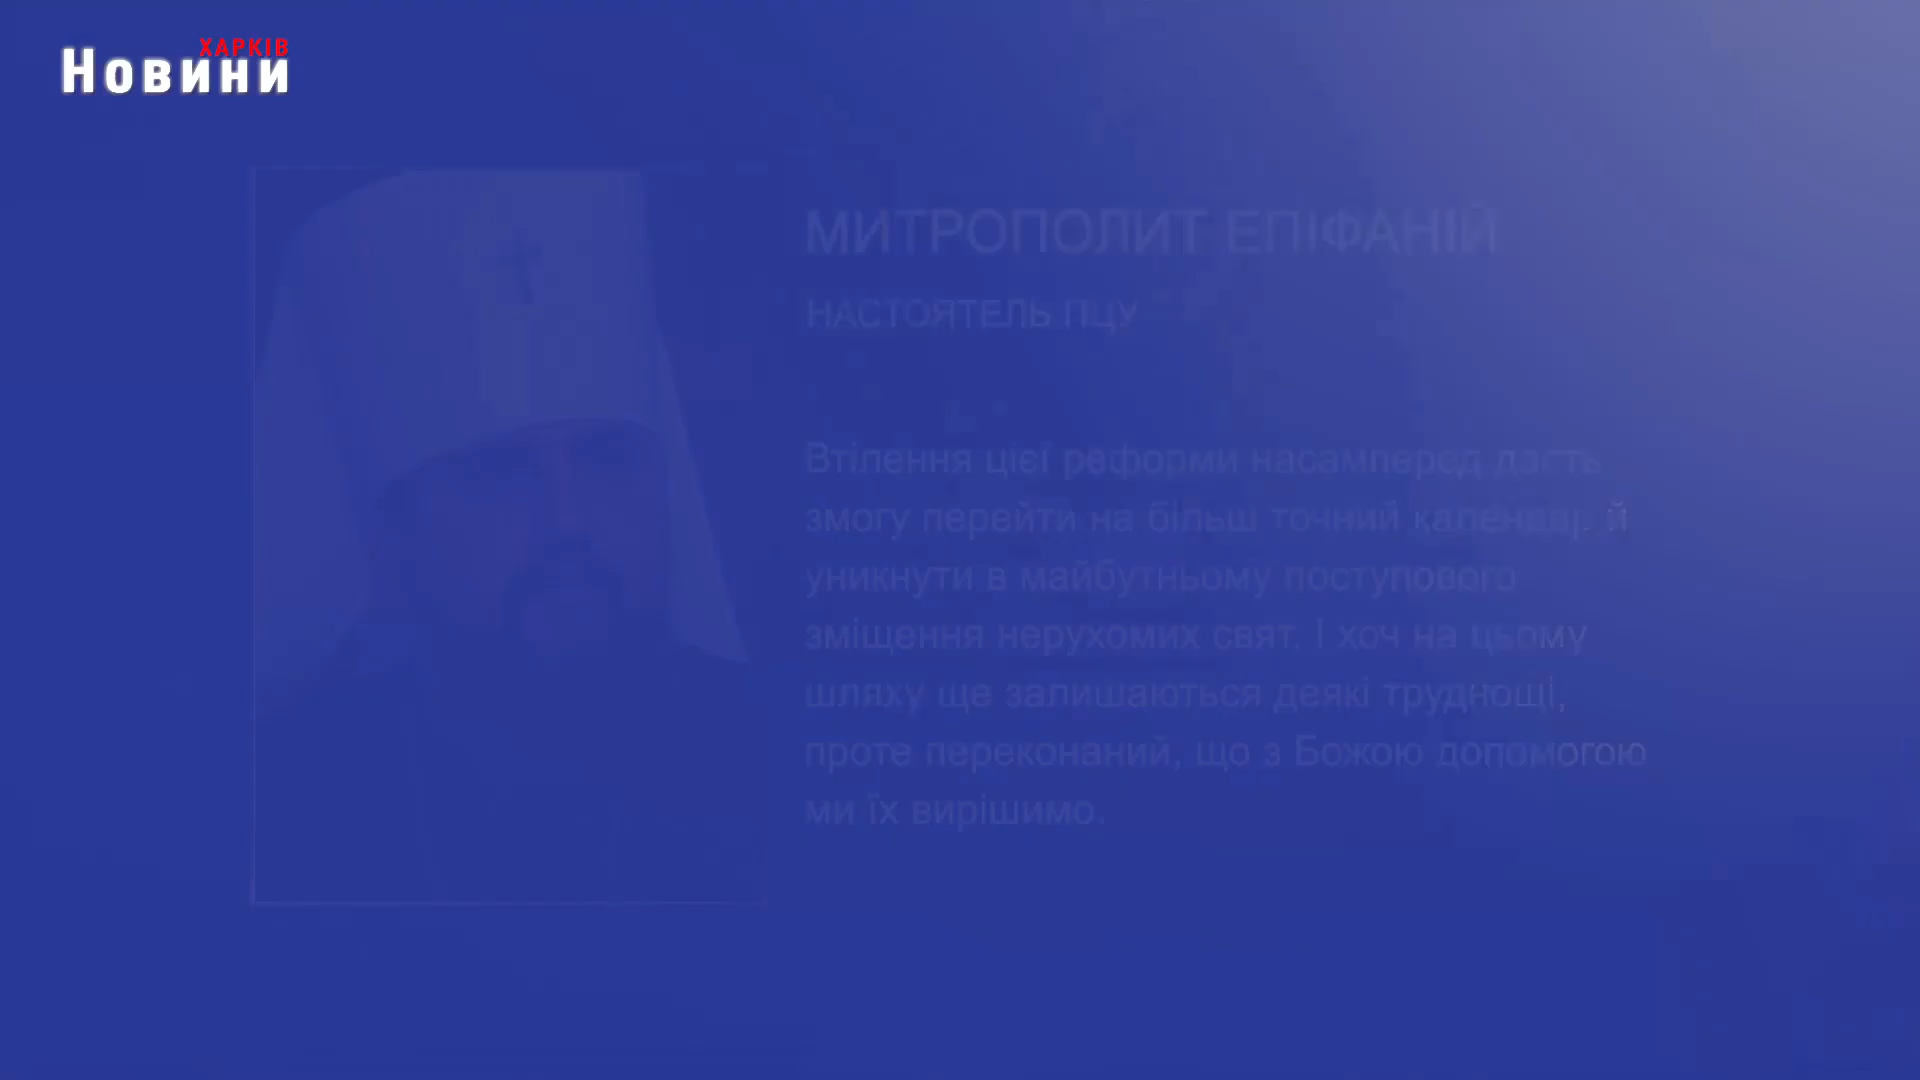 ХАРКІВ
Новини
МИТРОПОЛИТ ЕПІФАНІЙ
НАСТОЯТЕЛЬ ПЦУ
Втілення цієї реформи насамперед дасть
змогу перейти на більш точний календар й
уникнути в майбутньому поступового
зміщення нерухомих свят. І хоч на цьому
шляху ще залишаються деякі труднощі,
проте переконаний, що з Божою допомогою
ми їх вирішимо.